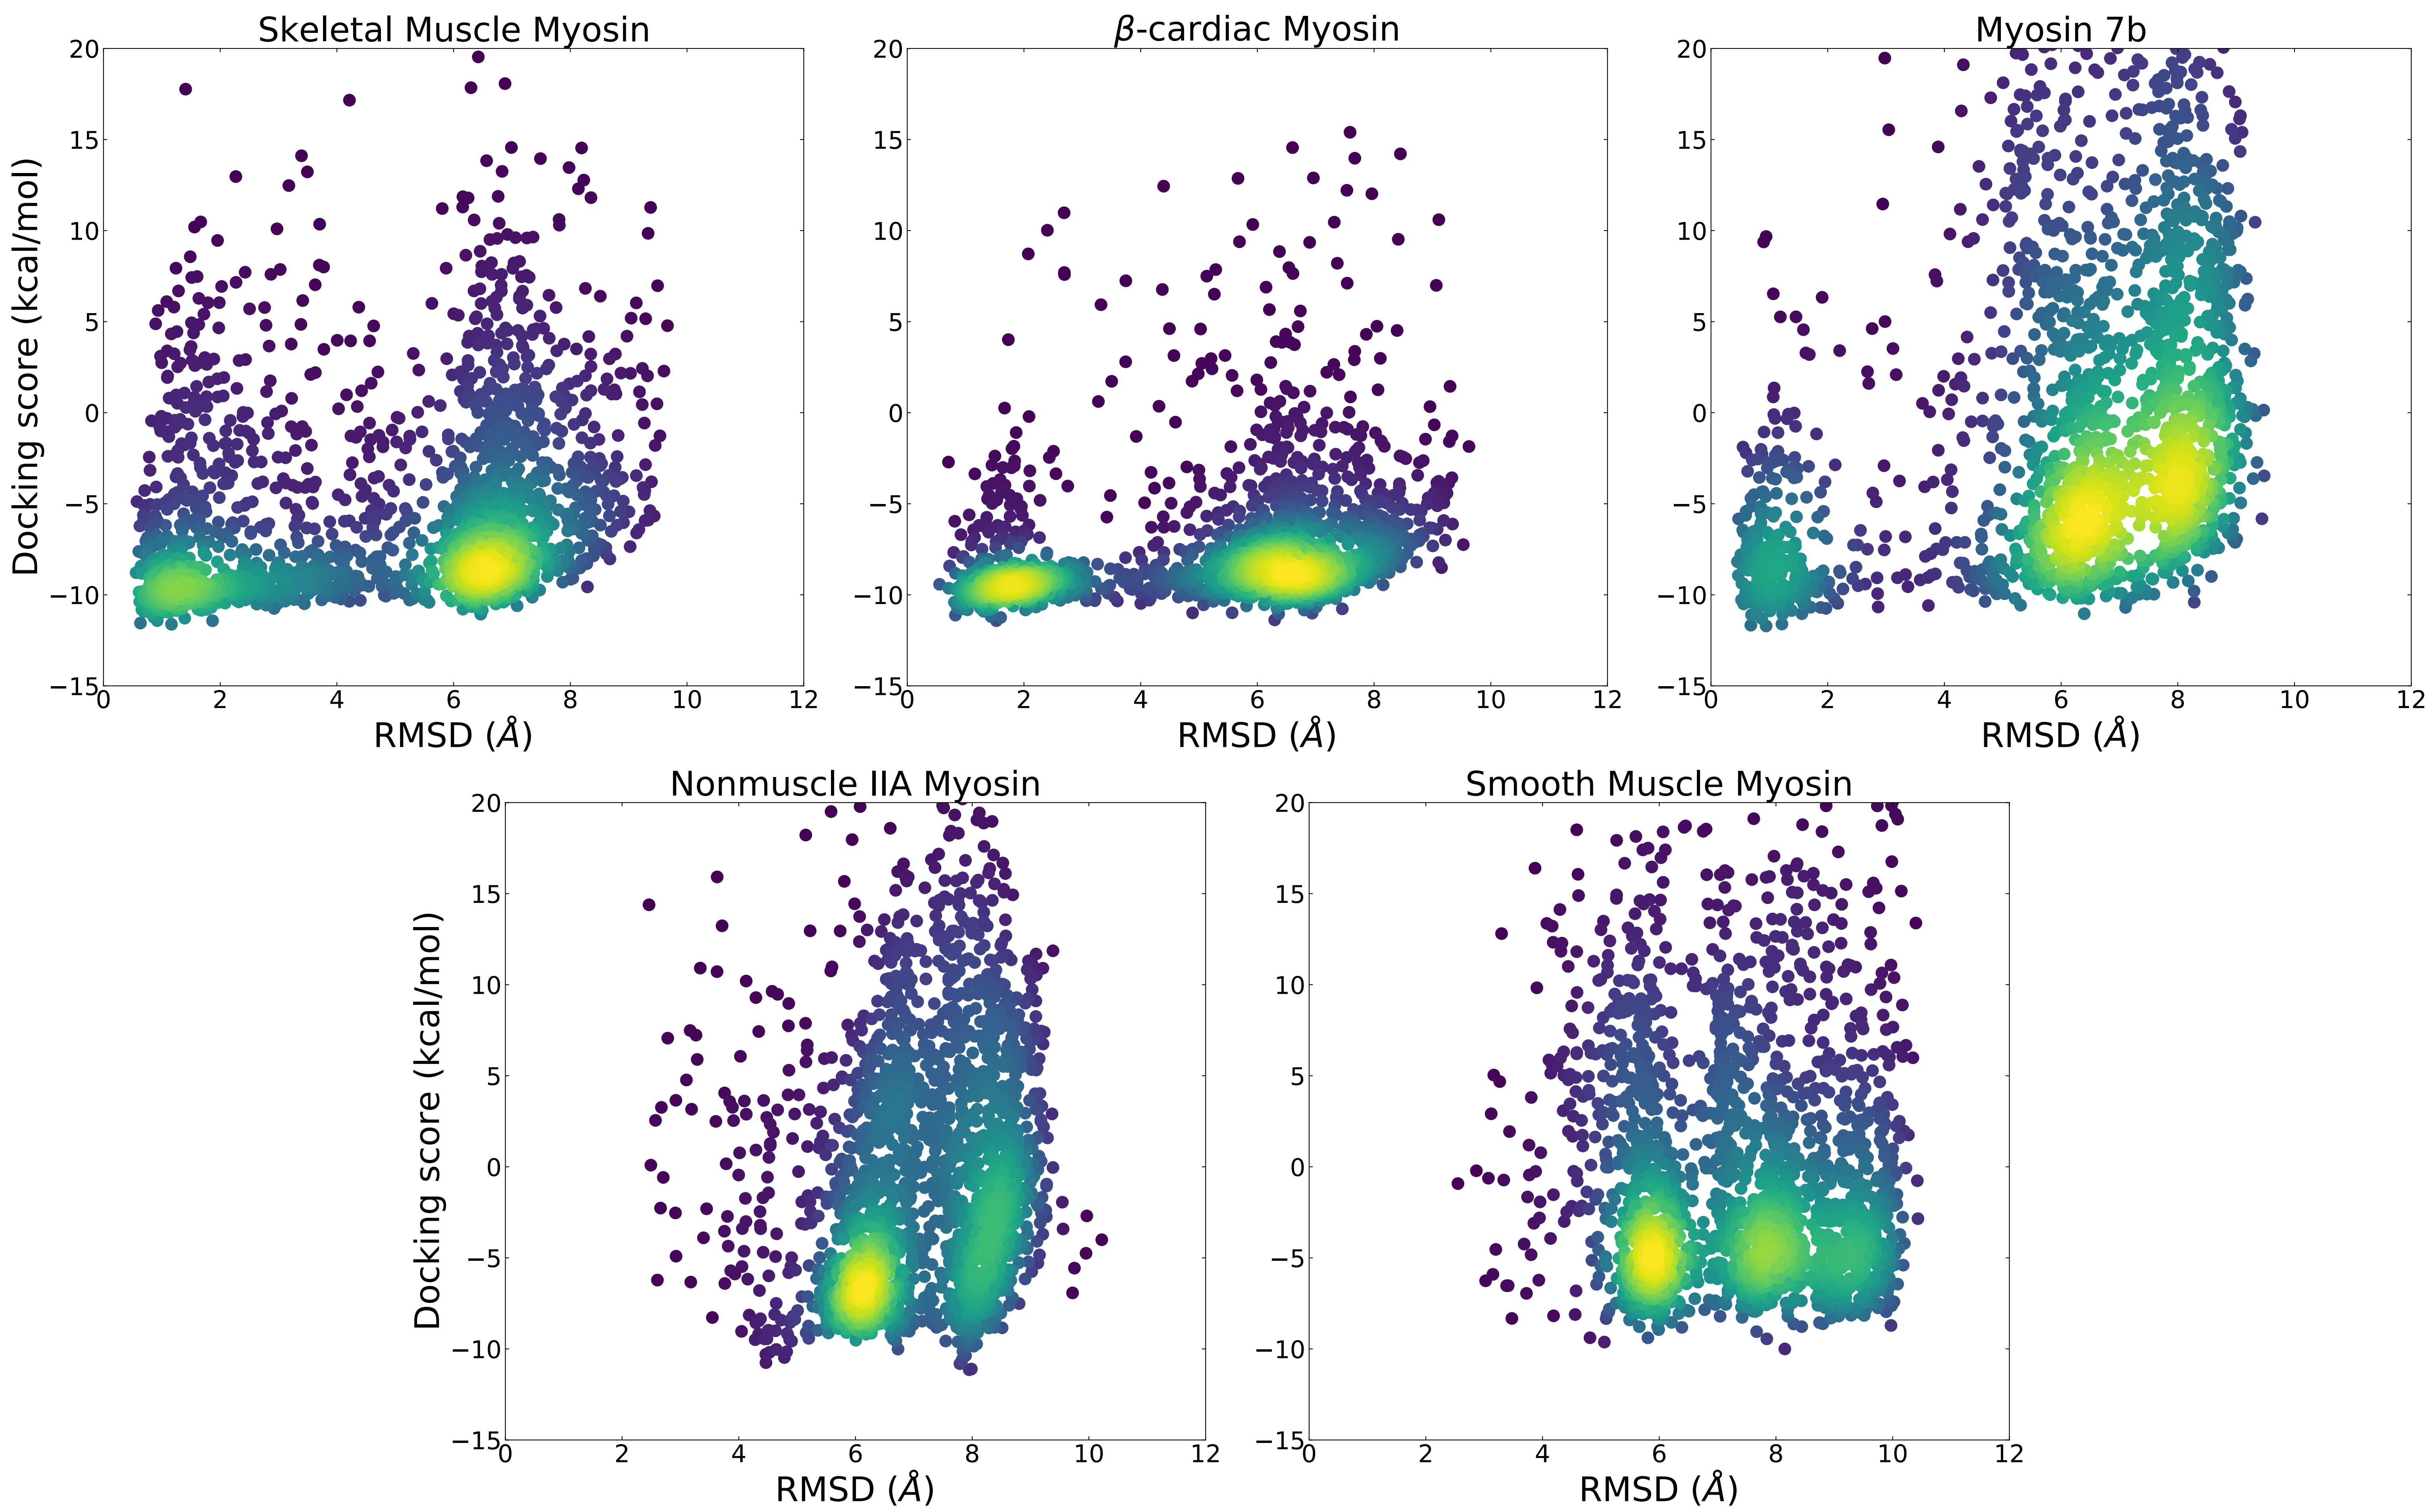 Skeletal Muscle Myosin
β-cardiac Myosin
Myosin 7b
Docking score (kcal/mol)
20
15
10
5
0
−5
−10
−15
0 2 4 6 8 10 12
RMSD (Å)
20
15
10
5
0
−5
−10
−15
0 2 4 6 8 10 12
RMSD (Å)
20
15
10
5
0
−5
−10
−15
0 2 4 6 8 10 12
RMSD (Å)
Nonmuscle IIA Myosin
Smooth Muscle Myosin
Docking score (kcal/mol)
20
15
10
5
0
−5
−10
−15
0 2 4 6 8 10 12
RMSD (Å)
20
15
10
5
0
−5
−10
−15
0 2 4 6 8 10 12
RMSD (Å)